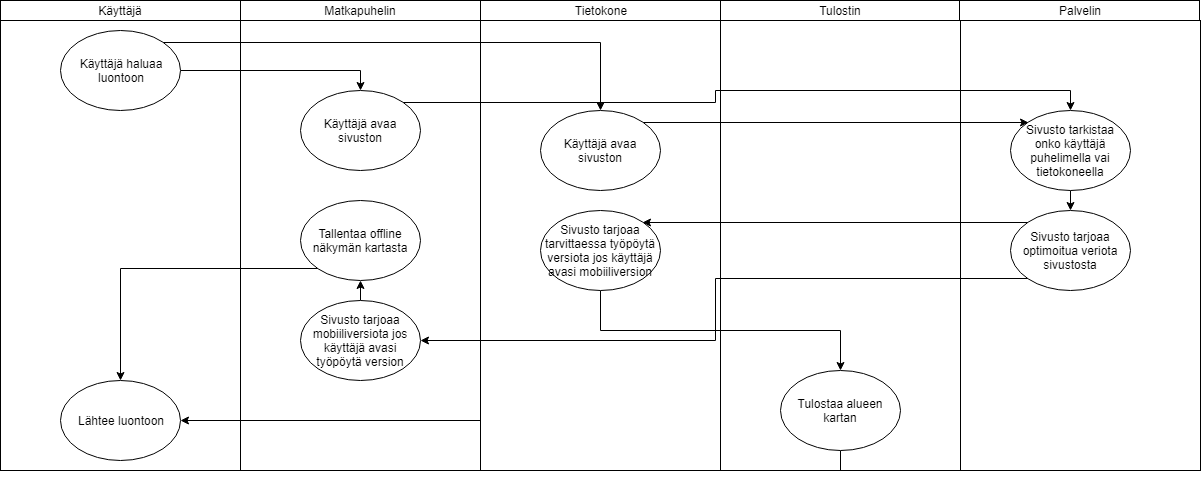 Käyttäjä
Matkapuhelin
Tietokone
Tulostin
Palvelin
Käyttäjä haluaa
luontoon
Käyttäjä avaa
sivuston
Käyttäjä avaa
sivuston
Sivusto tarkistaa
onko käyttäjä
puhelimella vai
tietokoneella
Tallentaa offline
näkymän kartasta
Sivusto tarjoaa
tarvittaessa työpöytä
versiota jos käyttäjä
avasi mobiiliversion
Sivusto tarjoaa
optimoitua veriota
sivustosta
Sivusto tarjoaa
mobiiliversiota jos
käyttäjä avasi
työpöytä version
Lähtee luontoon
Tulostaa alueen
kartan